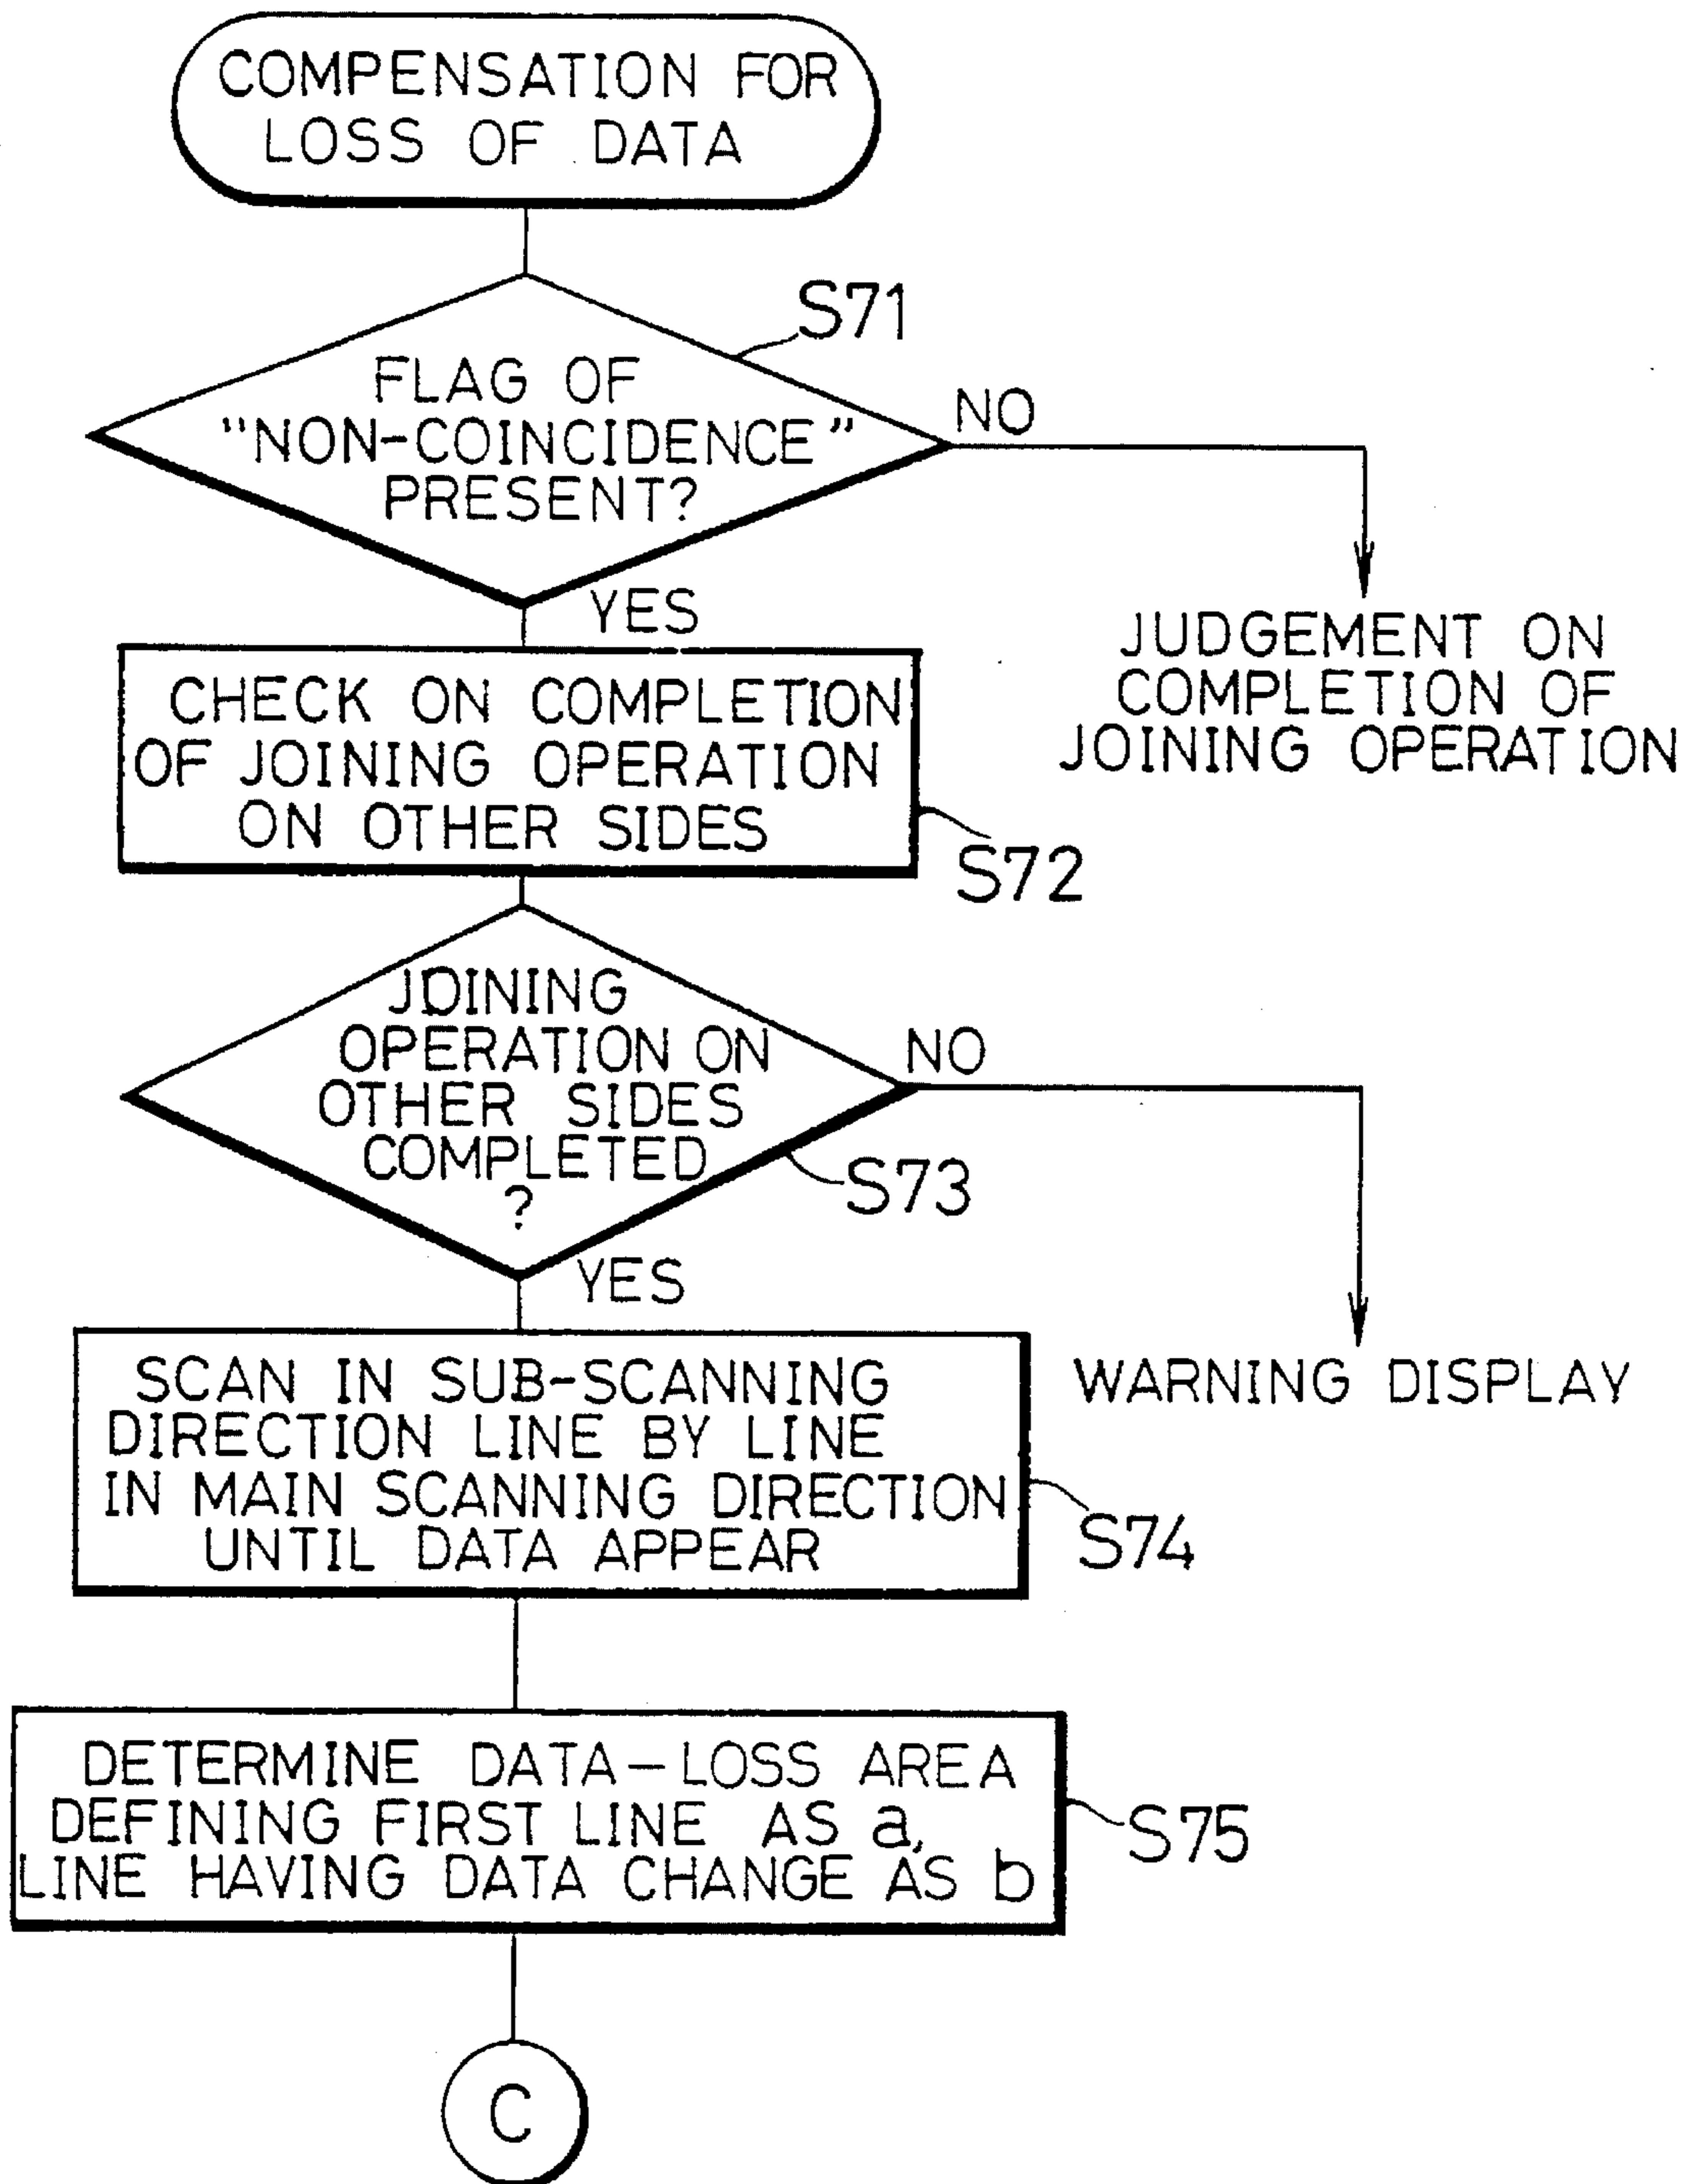 COMPENSATION FOR
LOSS OF DATA
S71
FLAG OF
"NON-COINCIDENCE"
PRESENT?
NO
YES
JUDGEMENT ON
COMPLETION OF
JOINING OPERATION
CHECK ON COMPLETION
OF JOINING OPERATION
ON OTHER SIDES
S72
JOINING
OPERATION ON
OTHER SIDES
COMPLETED
?
NO
S73
YES
WARNING DISPLAY
SCAN IN SUB-SCANNING
DIRECTION LINE BY LINE
IN MAIN SCANNING DIRECTION
UNTIL DATA APPEAR
S74
DETERMINE DATA-LOSS AREA
DEFINING FIRST LINE AS a,
LINE HAVING DATA CHANGE AS b
S75
C